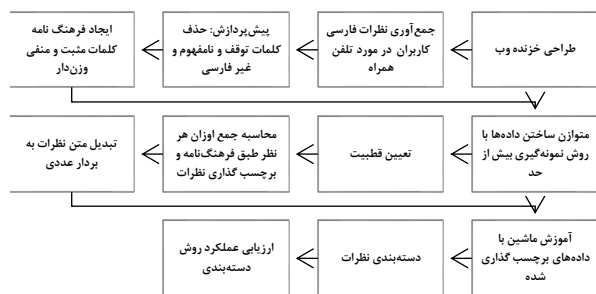 طراحی خزنده وب
جمع‌آوری نظرات فارسی
کاربران در مورد تلفن
همراه
پیش‌پردازش: حذف
کلمات توقف و نامفهوم و
غیر فارسی
ایجاد فرهنگ نامه
کلمات مثبت و منفی
وزن‌دار
متوازن ساختن داده‌ها با
روش نمونه‌گیری بیش از
حد
تعیین قطبیت
محاسبه جمع اوزان هر
نظر طبق فرهنگ‌نامه و
برچسب گذاری نظرات
تبدیل متن نظرات به
بردار عددی
آموزش ماشین با
داده‌های برچسب گذاری
شده
دسته‌بندی نظرات
ارزیابی عملکرد روش
دسته‌بندی